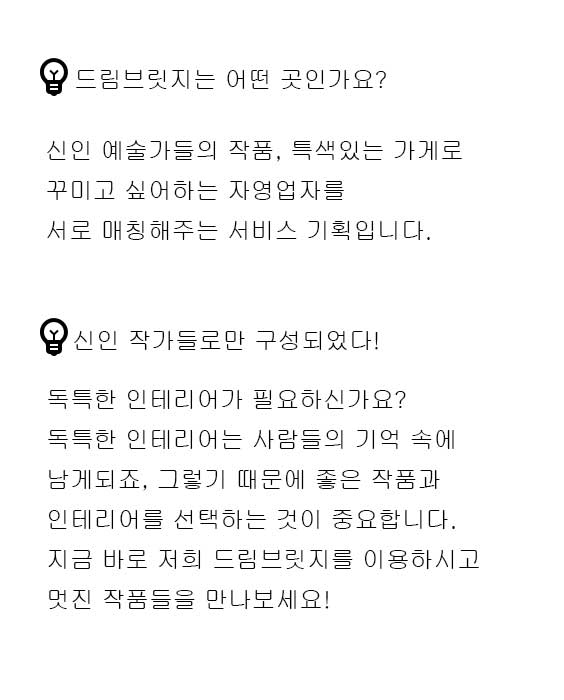 드림브릿지는 어떤 곳인가요?
신인 예술가들의 작품, 특색있는 가게로
꾸미고 싶어하는 자영업자를
서로 매칭해주는 서비스 기획입니다.
신인 작가들로만 구성되었다!
독특한 인테리어가 필요하신가요?
독특한 인테리어는 사람들의 기억 속에
남게되죠, 그렇기 때문에 좋은 작품과
인테리어를 선택하는 것이 중요합니다.
지금 바로 저희 드림브릿지를 이용하시고
멋진 작품들을 만나보세요!